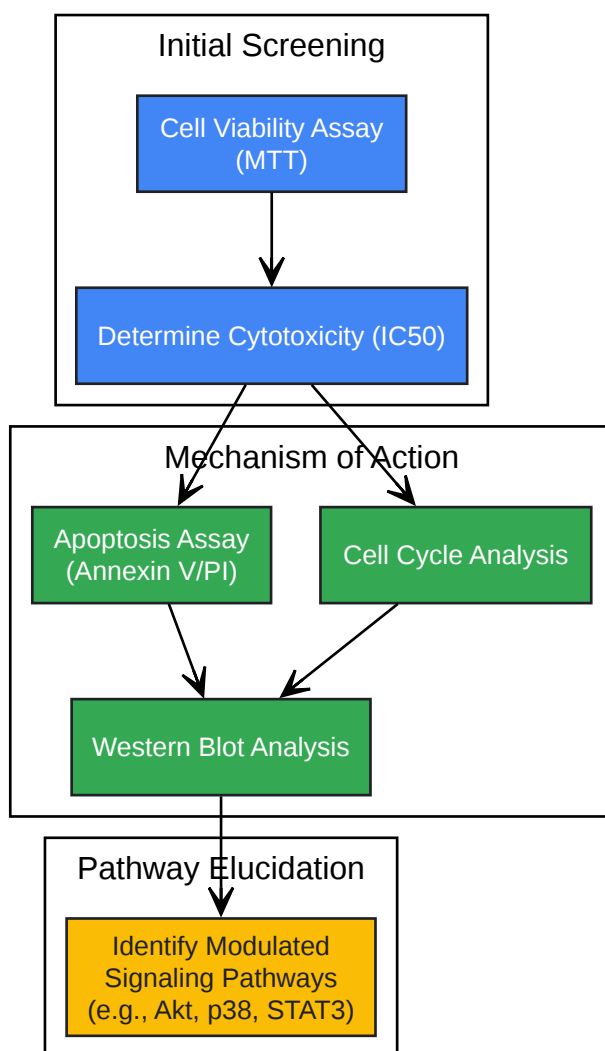 Initial Screening
Cell Viability Assay
(MTT)
Determine Cytotoxicity (IC50)
Mechanism of Action
Apoptosis Assay
(Annexin V/PI)
Cell Cycle Analysis
Western Blot Analysis
Pathway Elucidation
Identify Modulated
Signaling Pathways
(e.g., Akt, p38, STAT3)